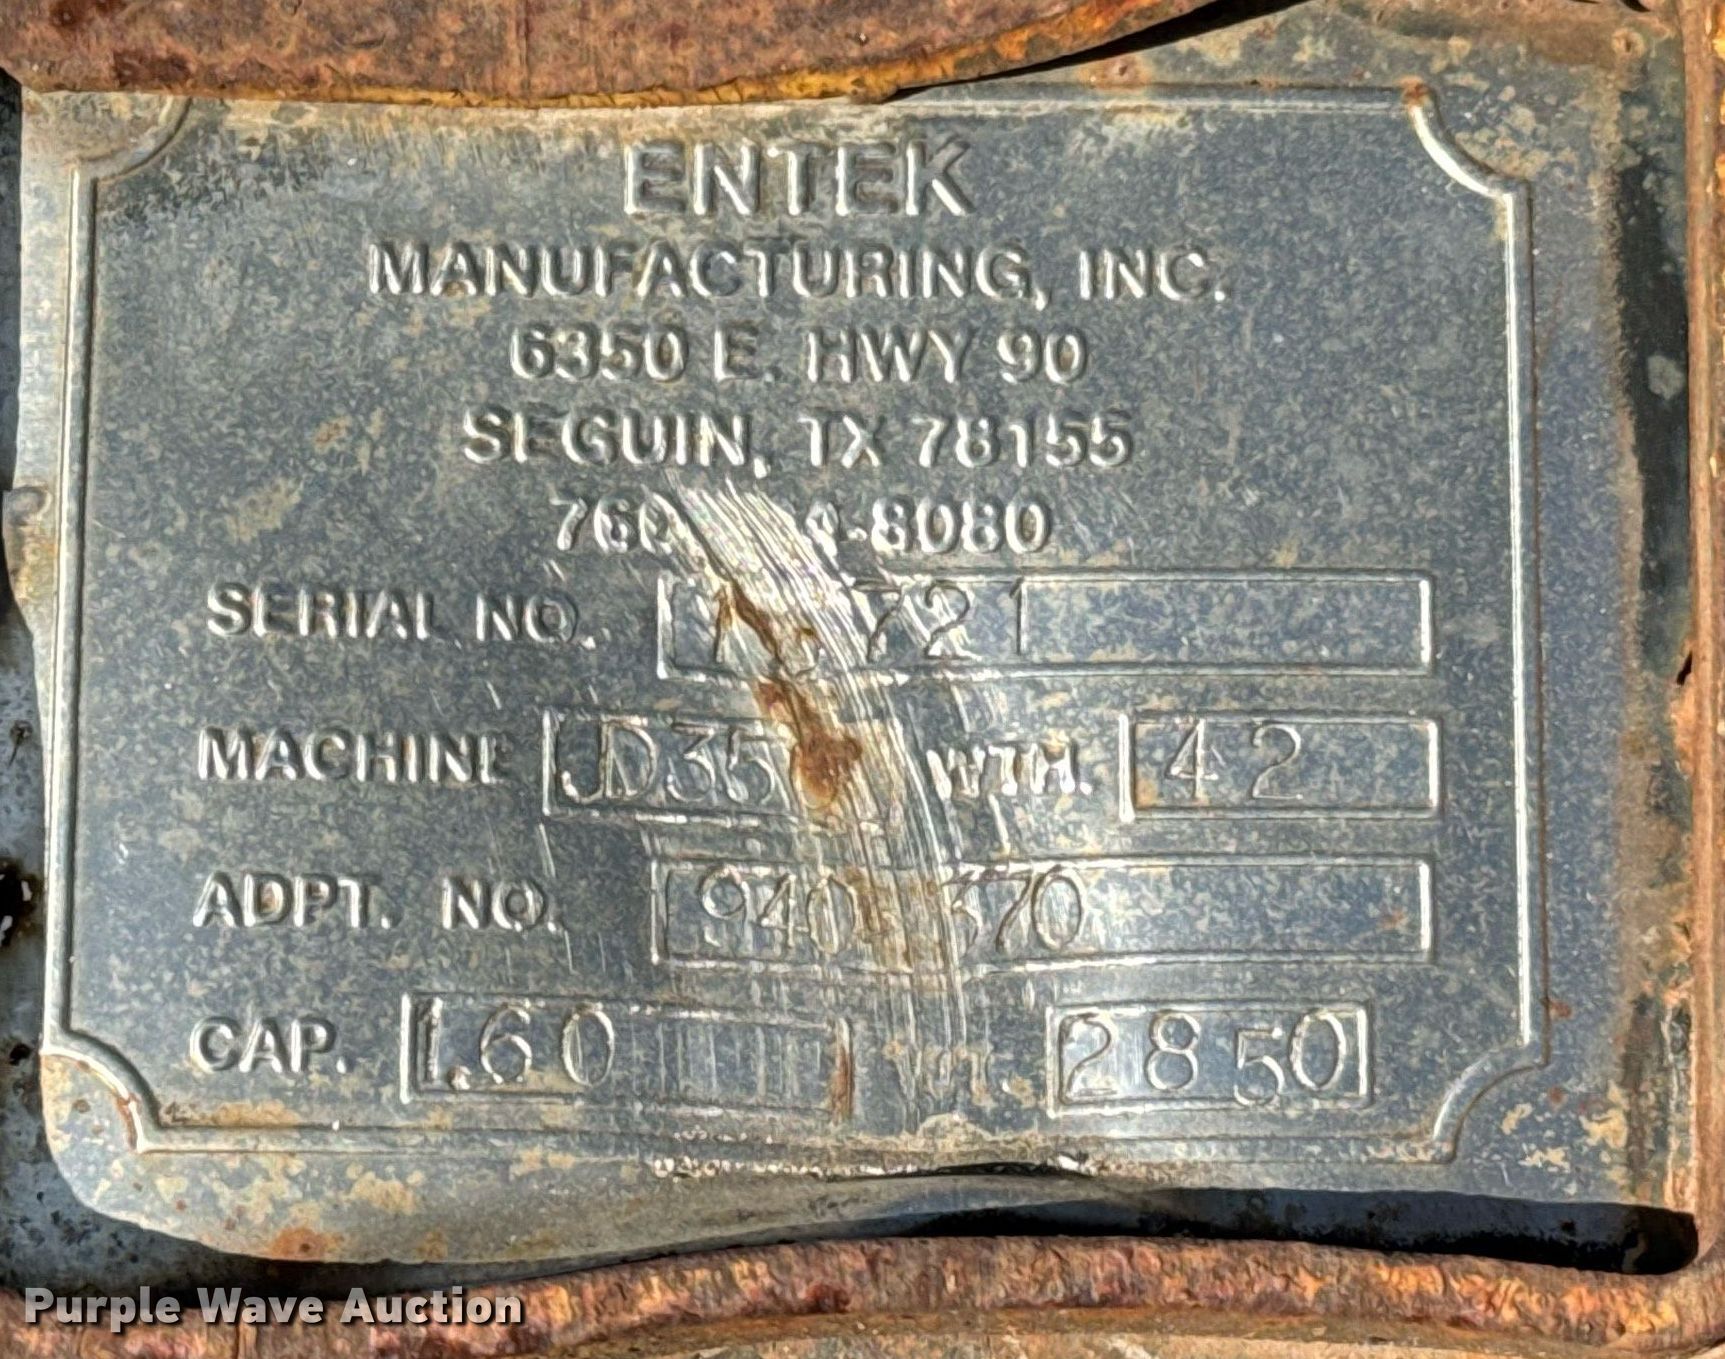 ENTEK
MANUFACTURING, INC.
6350 E. HWY 90
SEGUIN, TX 78155
SERIAL NO.
MACHINE WTH. 42
ADPT. NO.
CAP. 1.60 2850
Purple Wave Auction